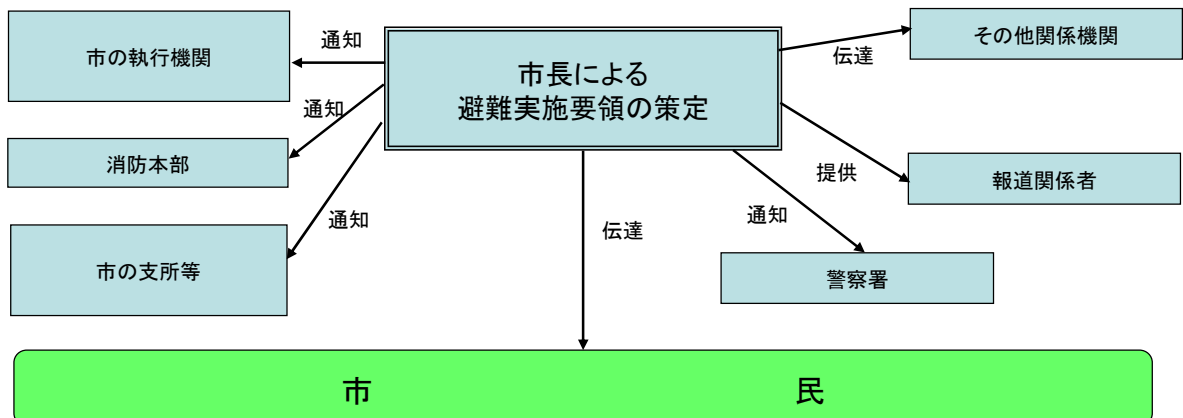 通知
その他関係機関
市の執行機関
伝達
市長による
避難実施要領の策定
通知
消防本部
提供
報道関係者
通知
通知
伝達
市の支所等
警察署
市 民